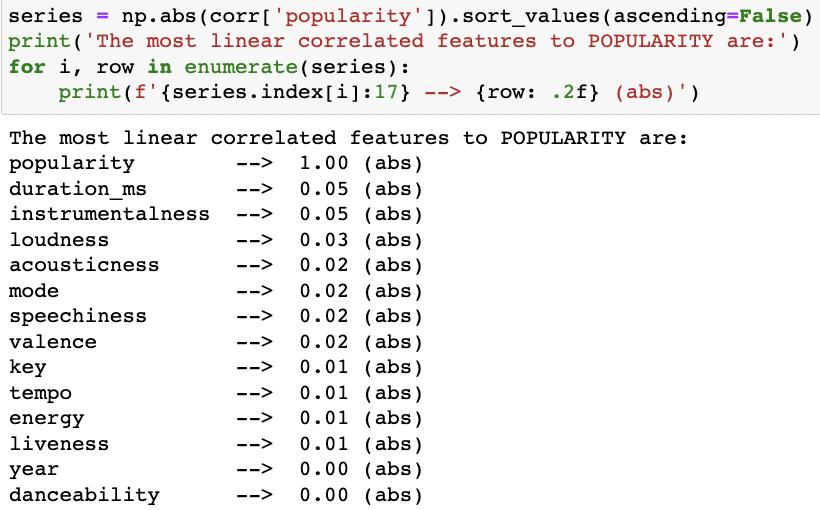 series = np.abs(corr['popularity']).sort_values(ascending=False)
print('The most linear correlated features to POPULARITY are:')
for i, row in enumerate(series):
    print(f'{series.index[i]:17} --> {row: .2f} (abs)')
The most linear correlated features to POPULARITY are:
popularity        -->  1.00 (abs)
duration_ms       -->  0.05 (abs)
instrumentalness  -->  0.05 (abs)
loudness          -->  0.03 (abs)
acousticness      -->  0.02 (abs)
mode              -->  0.02 (abs)
speechiness       -->  0.02 (abs)
valence           -->  0.02 (abs)
key               -->  0.01 (abs)
tempo             -->  0.01 (abs)
energy            -->  0.01 (abs)
liveness          -->  0.01 (abs)
year              -->  0.00 (abs)
danceability      -->  0.00 (abs)